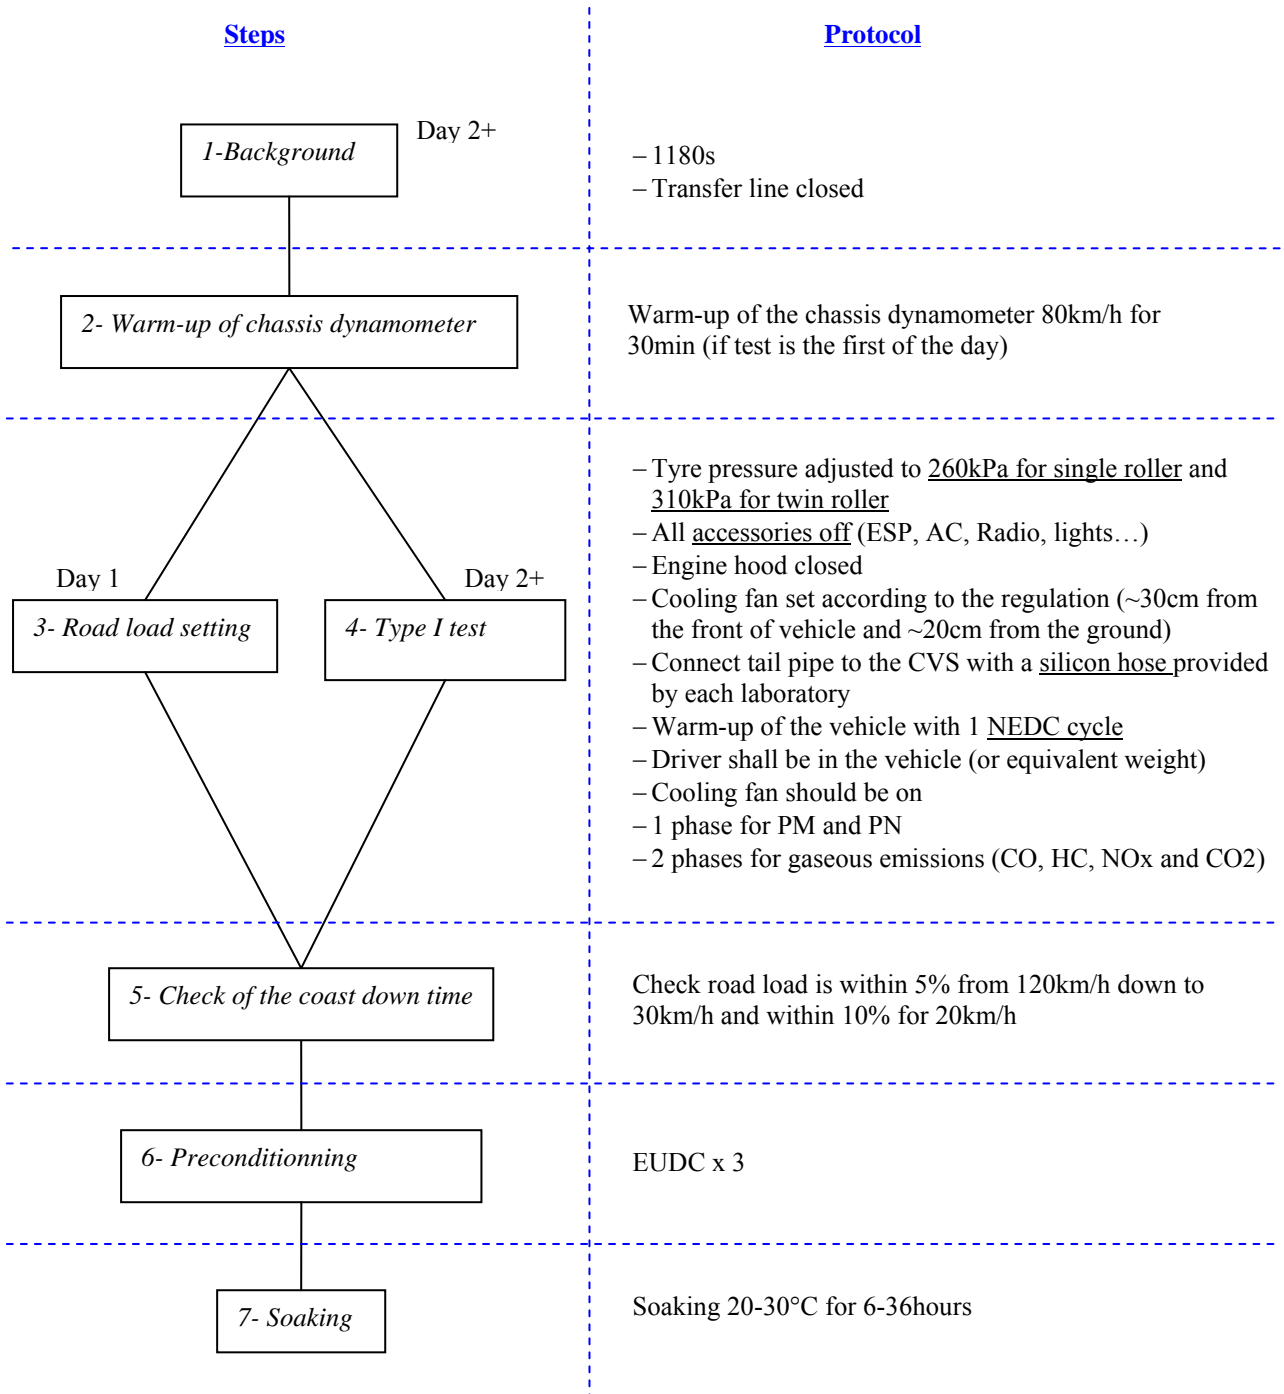 Steps
Protocol
Day 2+
1-Background
– 1180s
– Transfer line closed
2- Warm-up of chassis dynamometer
Warm-up of the chassis dynamometer 80km/h for
30min (if test is the first of the day)
Day 1
Day 2+
3- Road load setting
4- Type I test
– Tyre pressure adjusted to 260kPa for single roller and
310kPa for twin roller
– All accessories off (ESP, AC, Radio, lights…)
– Engine hood closed
– Cooling fan set according to the regulation (~30cm from
the front of vehicle and ~20cm from the ground)
– Connect tail pipe to the CVS with a silicon hose provided
by each laboratory
– Warm-up of the vehicle with 1 NEDC cycle
– Driver shall be in the vehicle (or equivalent weight)
– Cooling fan should be on
– 1 phase for PM and PN
– 2 phases for gaseous emissions (CO, HC, NOx and CO2)
5- Check of the coast down time
Check road load is within 5% from 120km/h down to
30km/h and within 10% for 20km/h
6- Preconditionning
EUDC x 3
7- Soaking
Soaking 20-30°C for 6-36hours